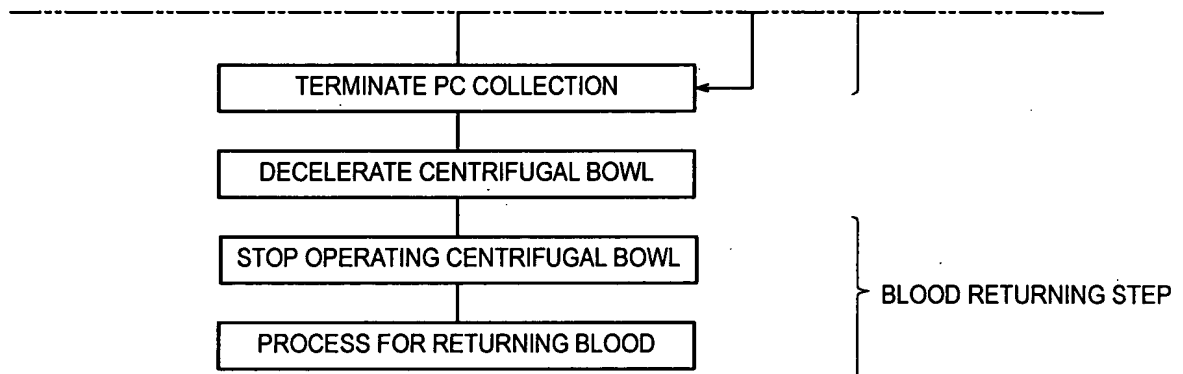 TERMINATE PC COLLECTION
DECELERATE CENTRIFUGAL BOWL
STOP OPERATING CENTRIFUGAL BOWL
BLOOD RETURNING STEP
PROCESS FOR RETURNING BLOOD